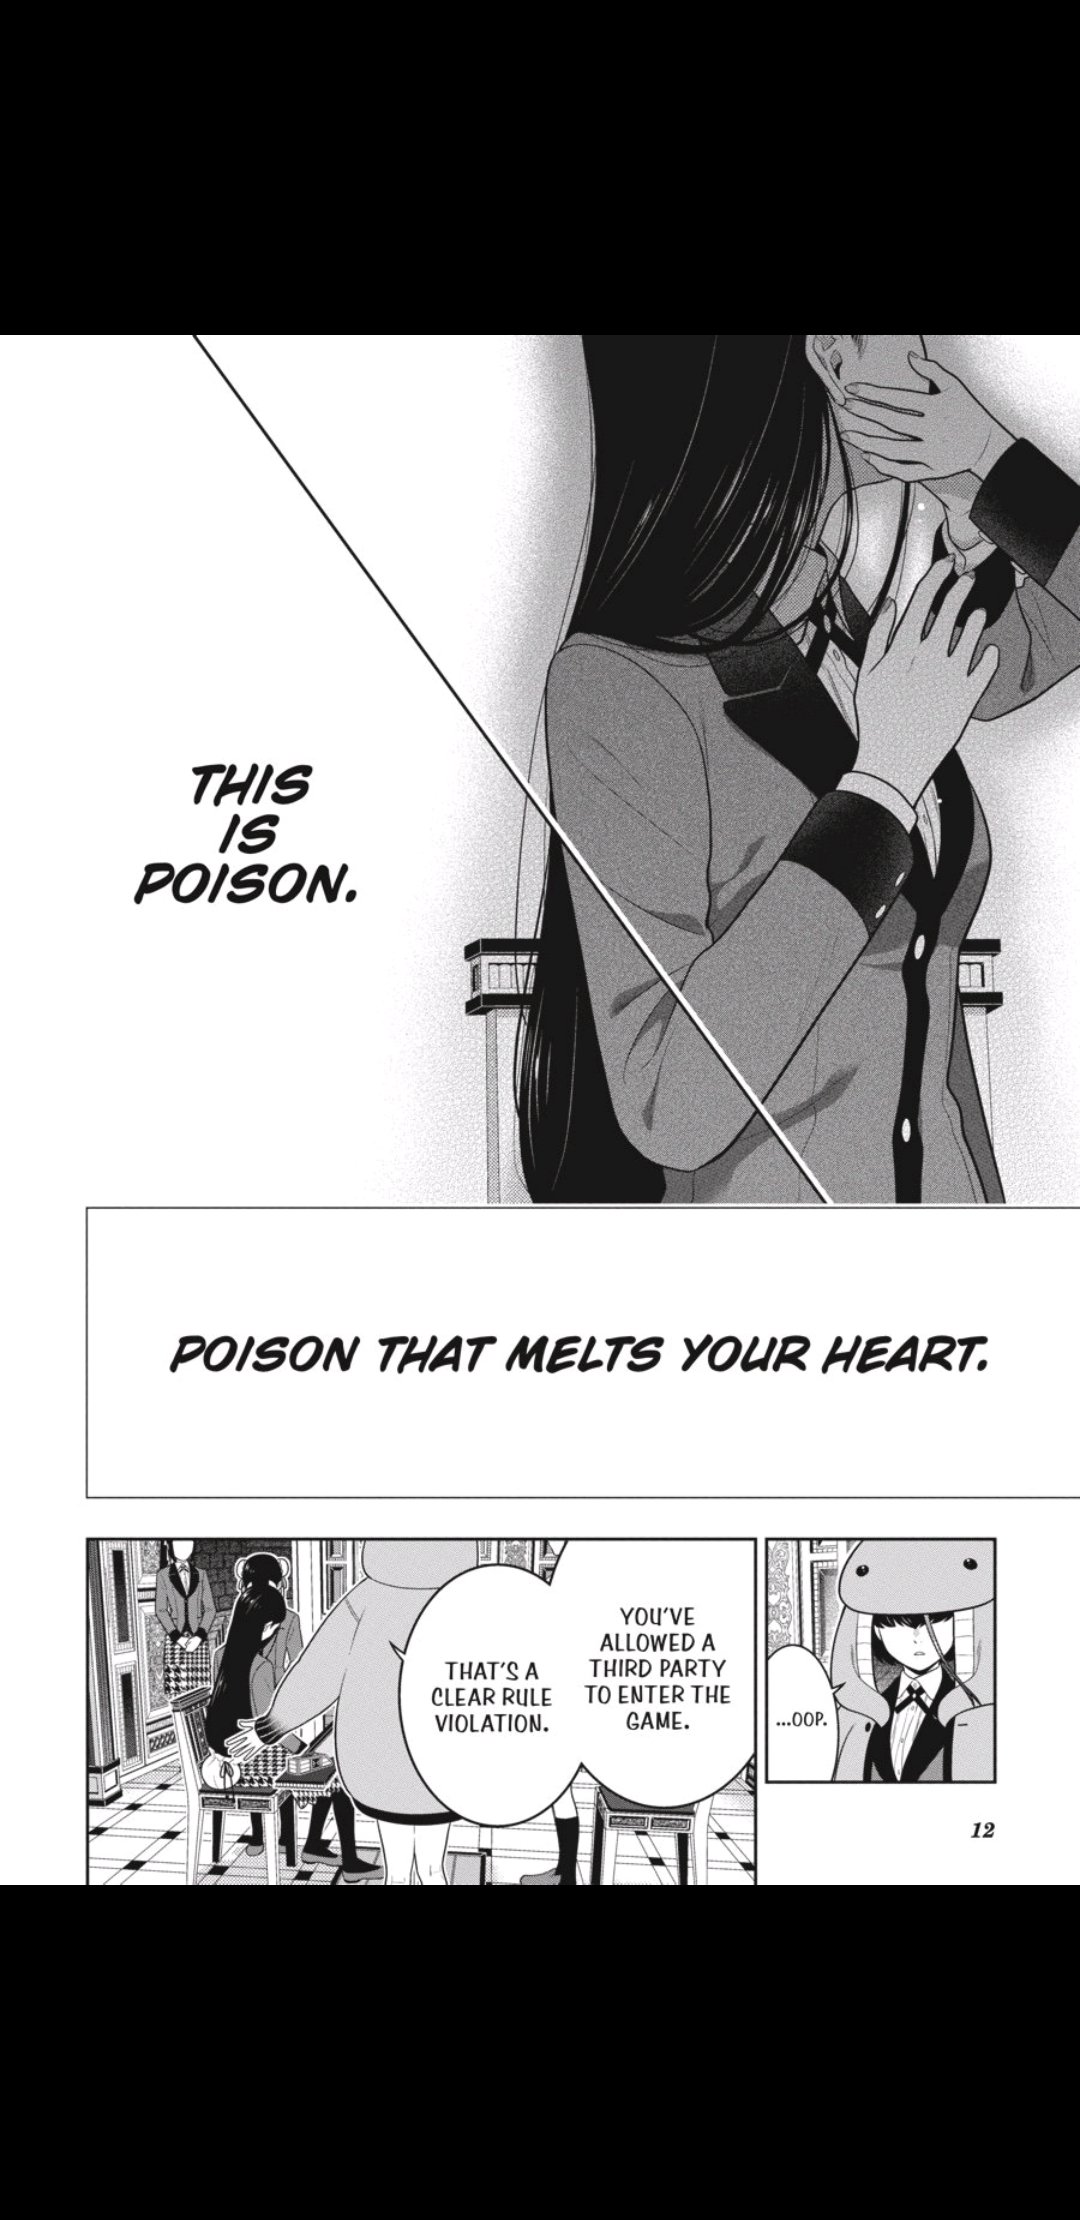 THIS
IS
POISON.
POISON THAT MELTS YOUR HEART.
...OOP.
YOU'VE
ALLOWED A
THIRD PARTY
TO ENTER THE
GAME.
THAT'S A
CLEAR RULE
VIOLATION.
12